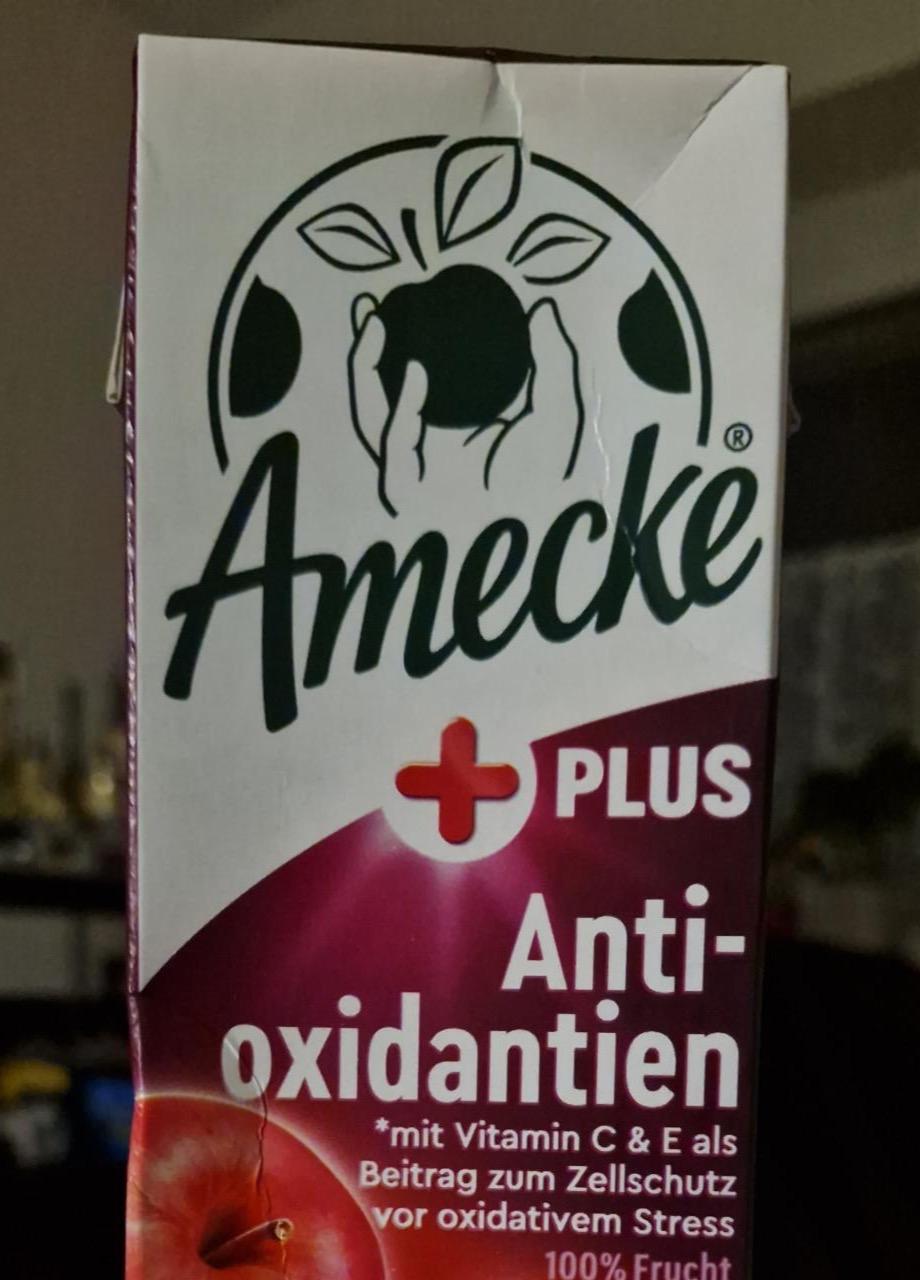 Amecke®
PLUS
Anti-
oxidantien
*mit Vitamin C & E als
Beitrag zum Zellschutz
vor oxidativem Stress
100% Frucht